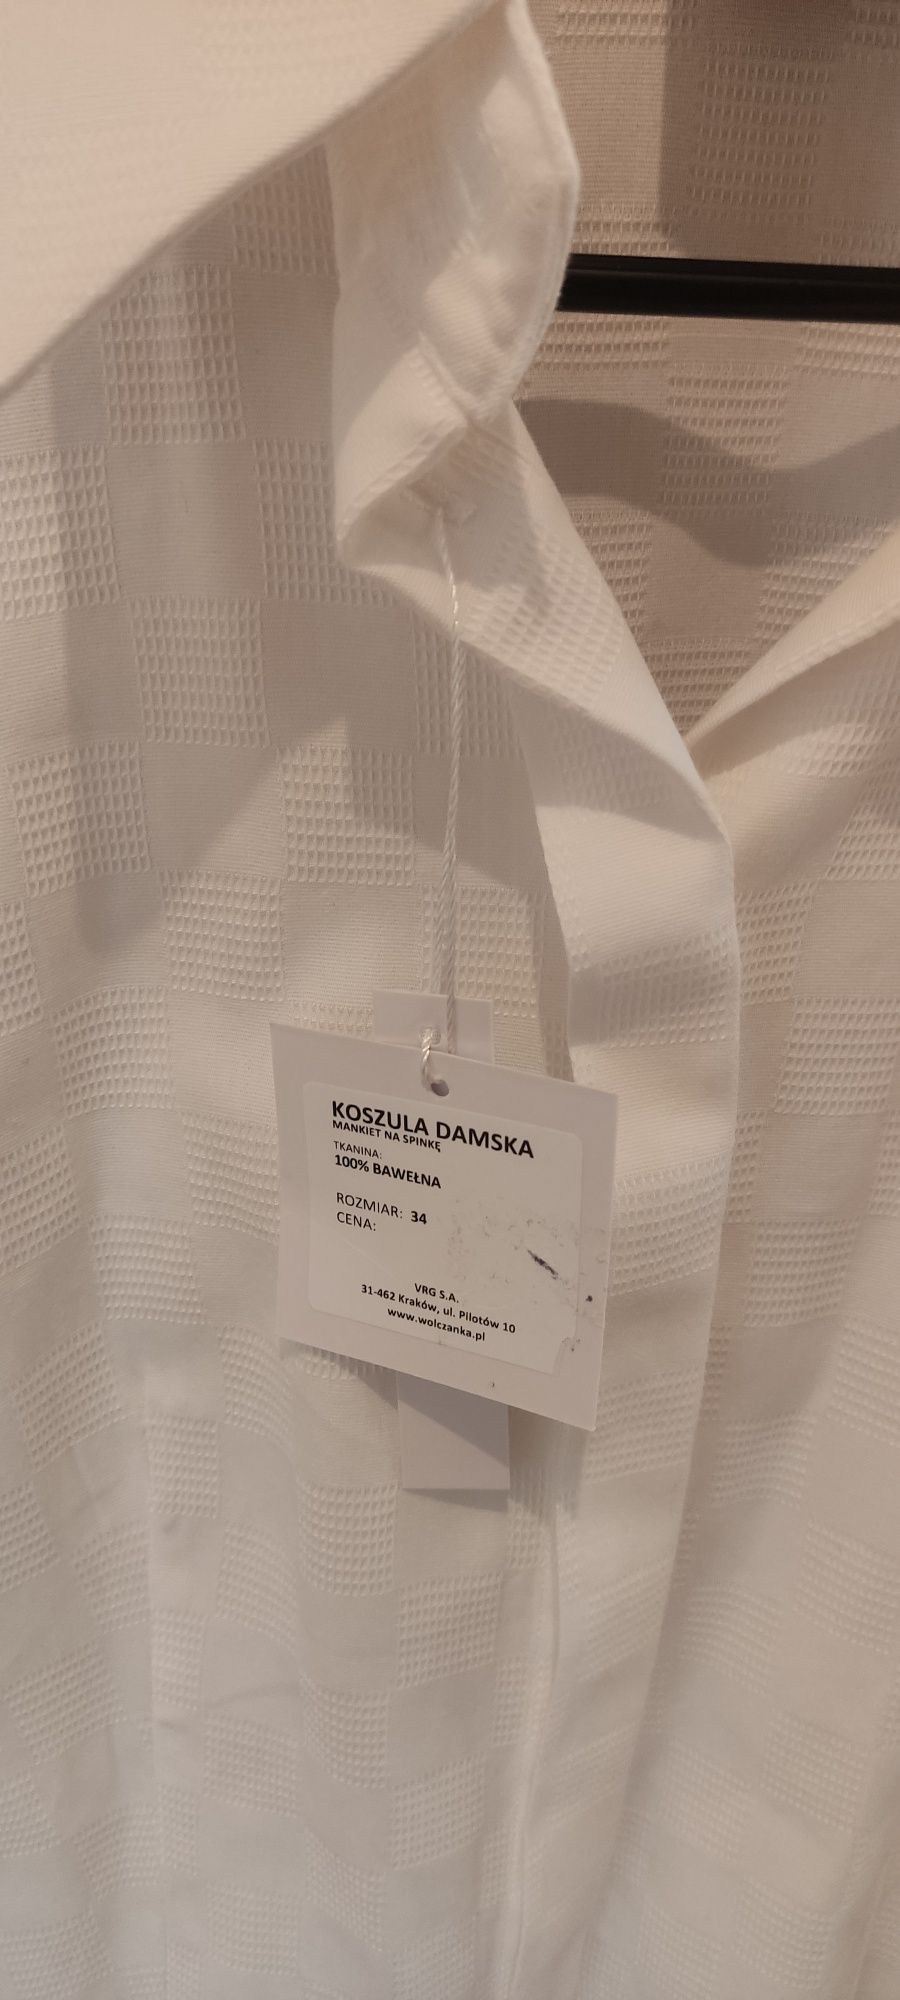 KOSZULA DAMSKA
MANKIET NA SPINKĘ
TKANINA:
100% BAWEŁNA
ROZMIAR: 34
CENA:
VRG S.A.
31-462 Kraków, ul. Pilotów 10
www.wolczanka.pl